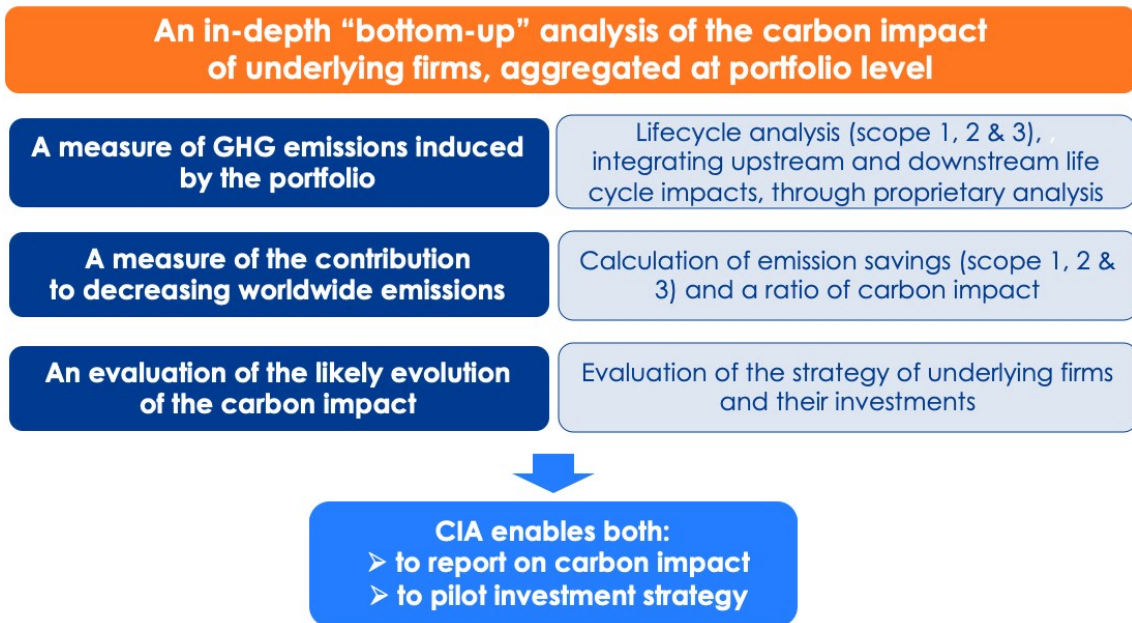 An in-depth “bottom-up” analysis of the carbon impact
of underlying firms, aggregated at portfolio level
A measure of GHG emissions induced
by the portfolio
Lifecycle analysis (scope 1, 2 & 3), ,
integrating upstream and downstream life
cycle impacts, through proprietary analysis
A measure of the contribution
to decreasing worldwide emissions
Calculation of emission savings (scope 1, 2 &
3) and a ratio of carbon impact
An evaluation of the likely evolution
of the carbon impact
Evaluation of the strategy of underlying firms
and their investments
CIA enables both:
➢ to report on carbon impact
➢ to pilot investment strategy